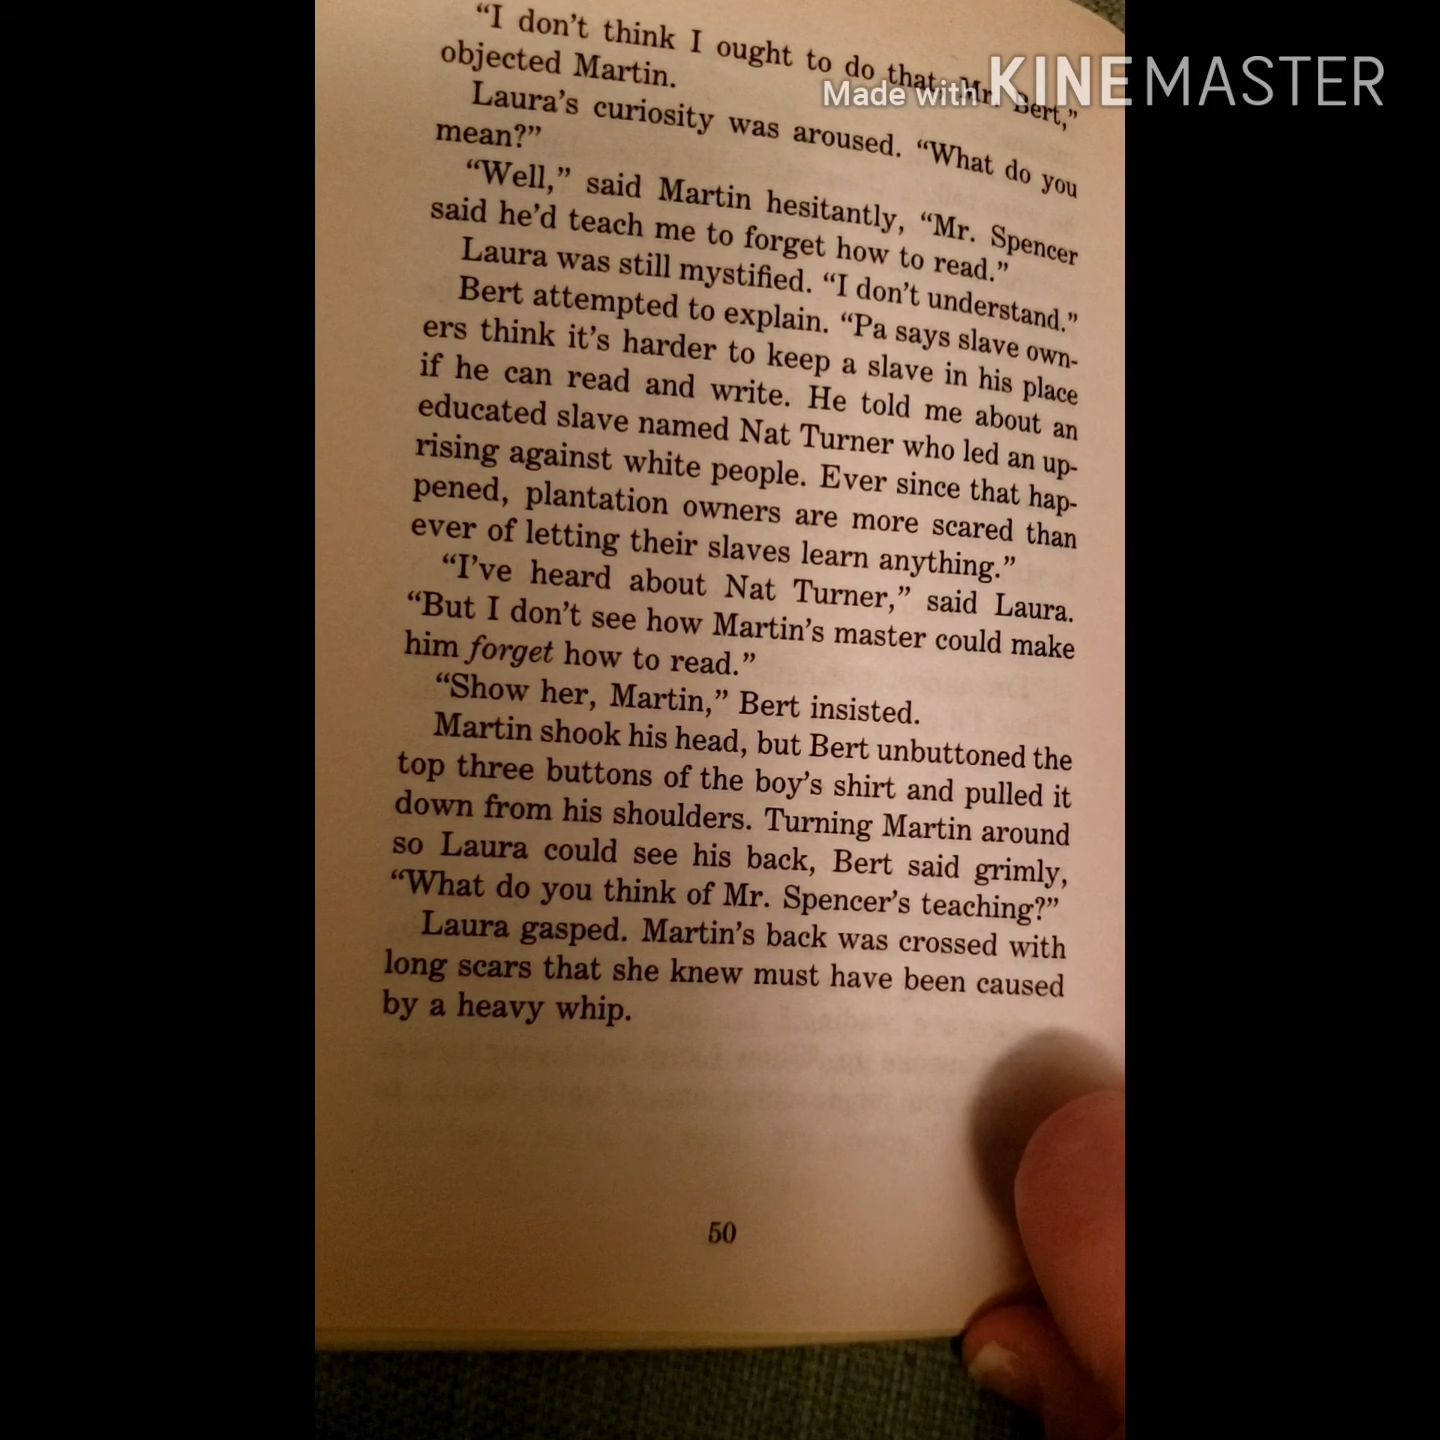 "I don't think I ought to do that, Mr. Bert,"
objected Martin.
Laura's curiosity was aroused. "What do you
mean?"
"Well," said Martin hesitantly, "Mr. Spencer
said he'd teach me to forget how to read."
Laura was still mystified. "I don't understand."
Bert attempted to explain. "Pa says slave own-
ers think it's harder to keep a slave in his place
if he can read and write. He told me about an
educated slave named Nat Turner who led an up-
rising against white people. Ever since that hap-
pened, plantation owners are more scared than
ever of letting their slaves learn anything."
"I've heard about Nat Turner," said Laura.
"But I don't see how Martin's master could make
him forget how to read."
"Show her, Martin," Bert insisted.
Martin shook his head, but Bert unbuttoned the
top three buttons of the boy's shirt and pulled it
down from his shoulders. Turning Martin around
so Laura could see his back, Bert said grimly,
"What do you think of Mr. Spencer's teaching?"
Laura gasped. Martin's back was crossed with
long scars that she knew must have been caused
by a heavy whip.
50
Made with KINEMASTER